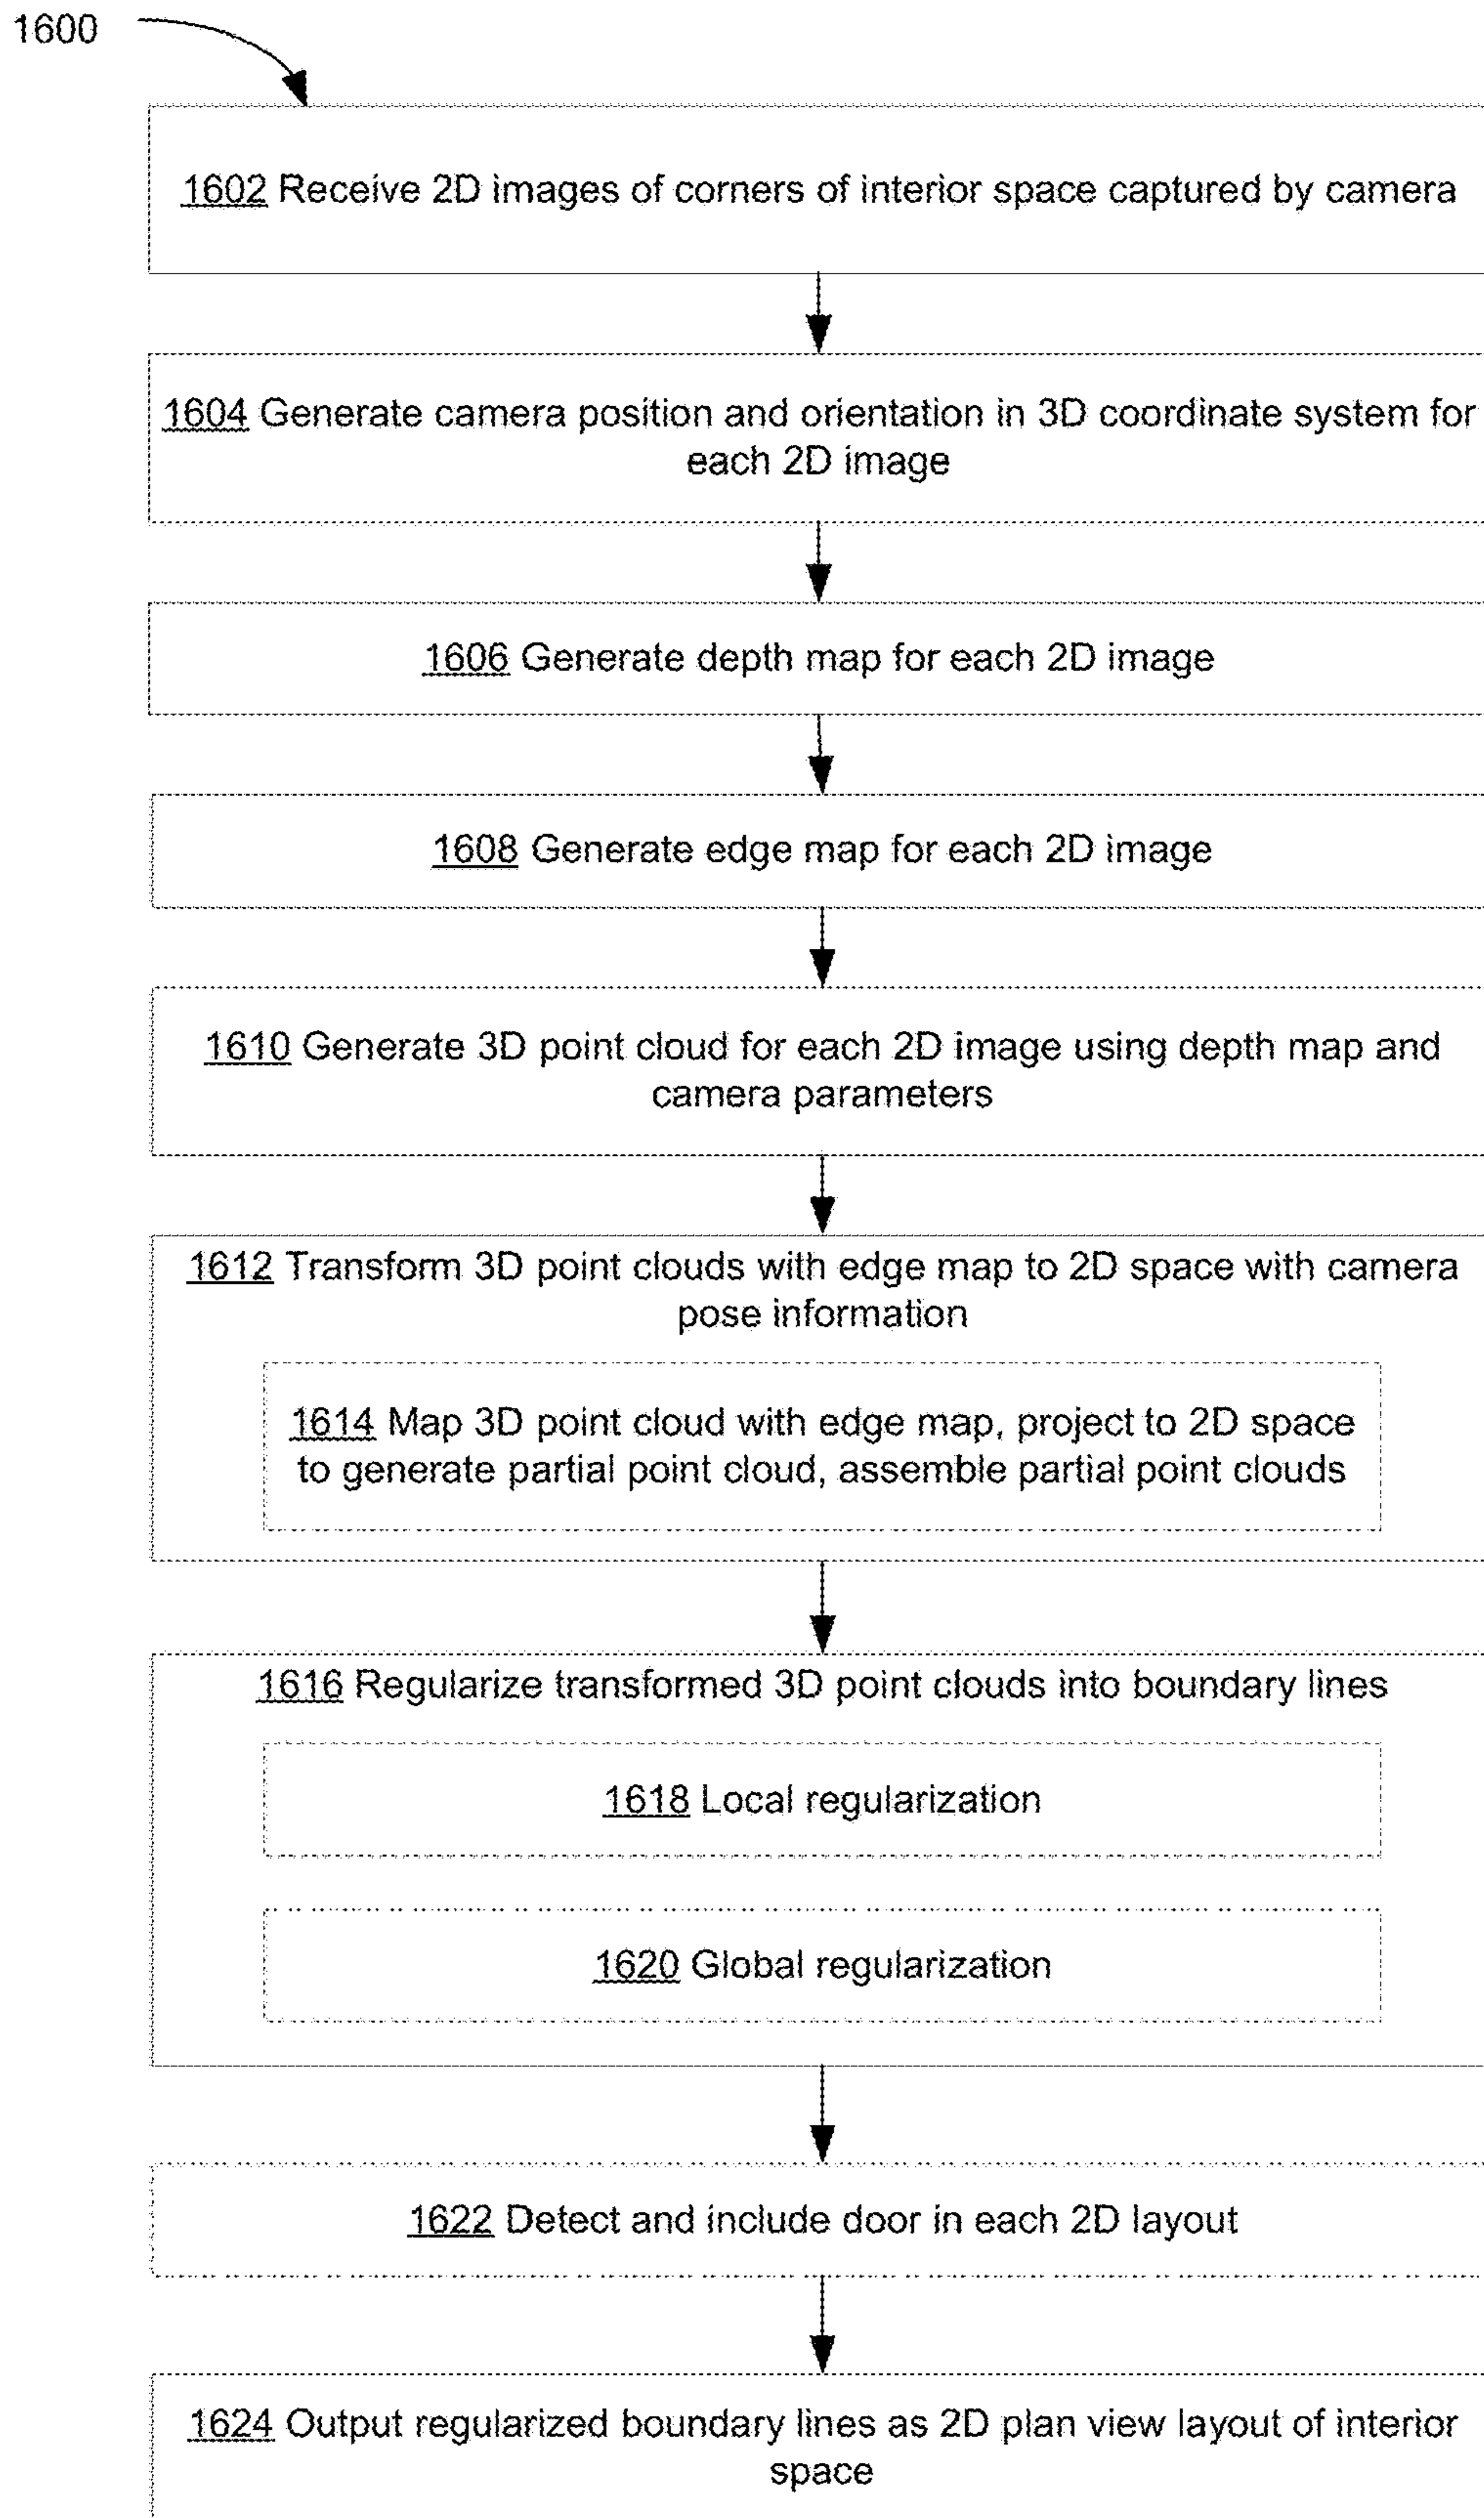 1600
1602 Receive 2D images of corners of interior space captured by camera
1604 Generate camera position and orientation in 3D coordinate system for
each 2D image
1606 Generate depth map for each 2D image
1608 Generate edge map for each 2D image
1610 Generate 3D point cloud for each 2D image using depth map and
camera parameters
1612 Transform 3D point clouds with edge map to 2D space with camera
pose information
1614 Map 3D point cloud with edge map, project to 2D space
to generate partial point cloud, assemble partial point clouds
1616 Regularize transformed 3D point clouds into boundary lines
1618 Local regularization
1620 Global regularization
1622 Detect and include door in each 2D layout
1624 Output regularized boundary lines as 2D plan view layout of interior
space